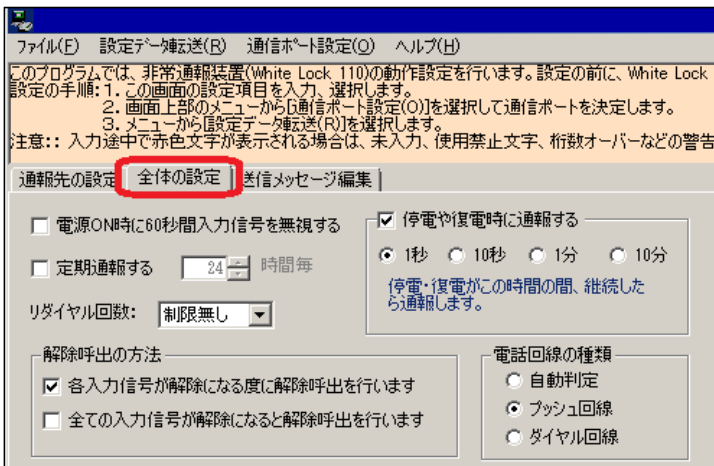 ファイル(F) 設定データ転送(R) 通信ポート設定(O) ヘルプ(H)
このプログラムでは、非常通報装置(White Lock 110)の動作設定を行います。設定の前に、White Lock
設定の手順：1. この画面の設定項目を入力、選択します。
2. 画面上部のメニューから[通信ポート設定(O)]を選択して通信ポートを決定します。
3. メニューから[設定データ転送(R)]を選択します。
注意：： 入力途中で赤色文字が表示される場合は、未入力、使用禁止文字、桁数オーバーなどの警告
通報先の設定 全体の設定 送信メッセージ編集
電源ON時に60秒間入力信号を無視する
定期通報する 24 時間毎
リダイヤル回数： 制限無し
停電や復電時に通報する
1秒 10秒 1分 10分
停電・復電がこの時間の間、継続した
ら通報します。
解除呼出の方法
各入力信号が解除になる度に解除呼出を行います
全ての入力信号が解除になると解除呼出を行います
電話回線の種類
自動判定
プッシュ回線
ダイヤル回線